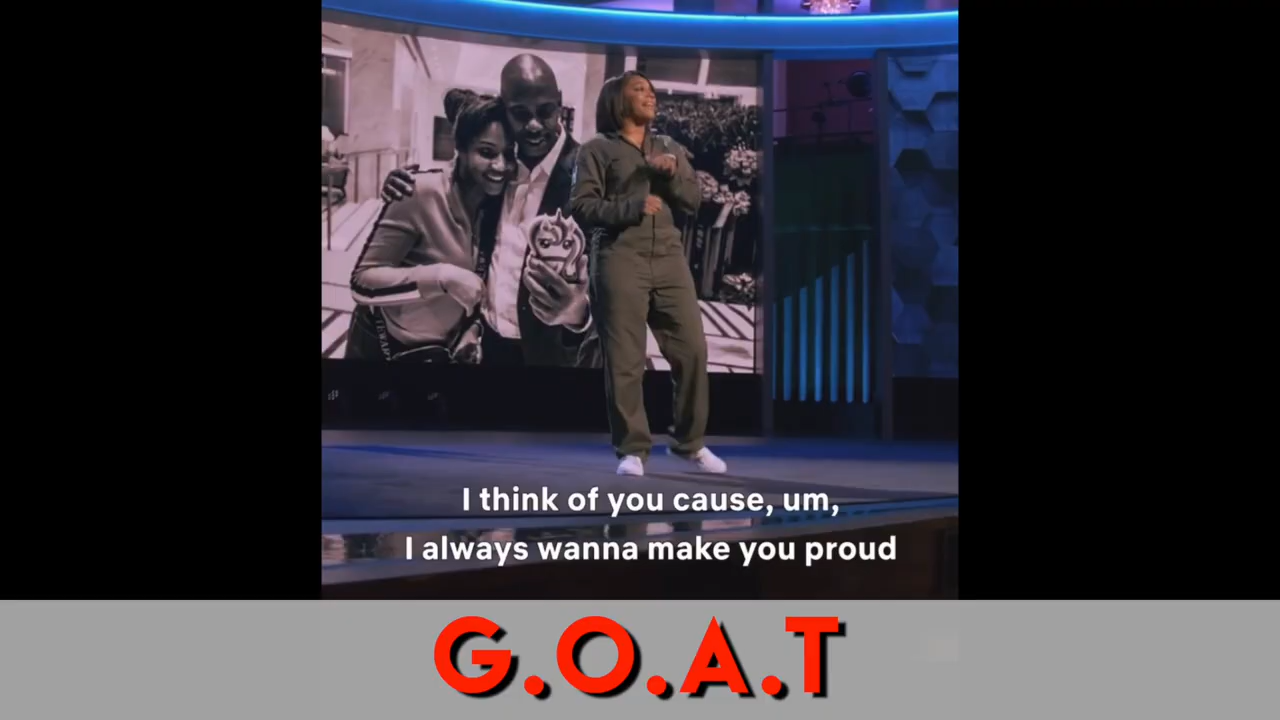 I think of you cause, um,
I always wanna make you proud
G.O.A.T